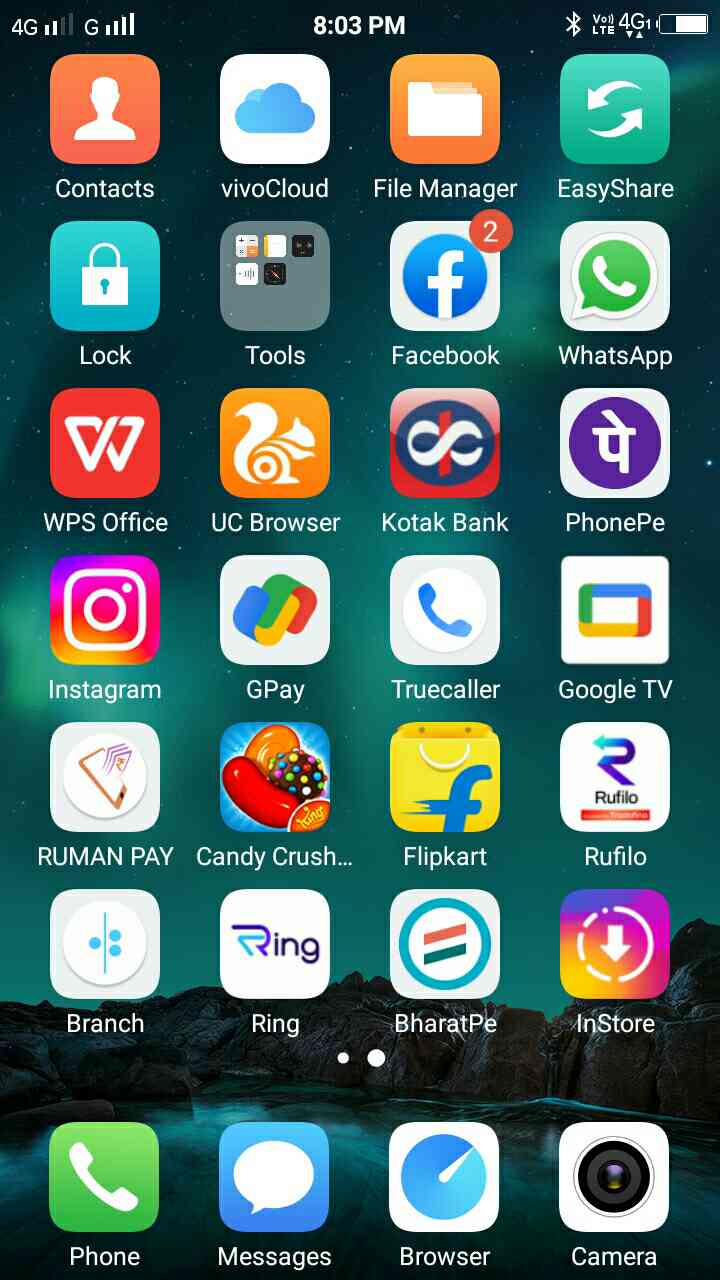 4G G 8:03 PM Vo)) LTE 4G1
Contacts vivoCloud File Manager EasyShare
2
Lock Tools Facebook WhatsApp
WPS Office UC Browser Kotak Bank PhonePe
पे
Instagram GPay Truecaller Google TV
King
Rufilo
RUMAN PAY Candy Crush... Flipkart Rufilo
Ring
Branch Ring BharatPe InStore
Phone Messages Browser Camera